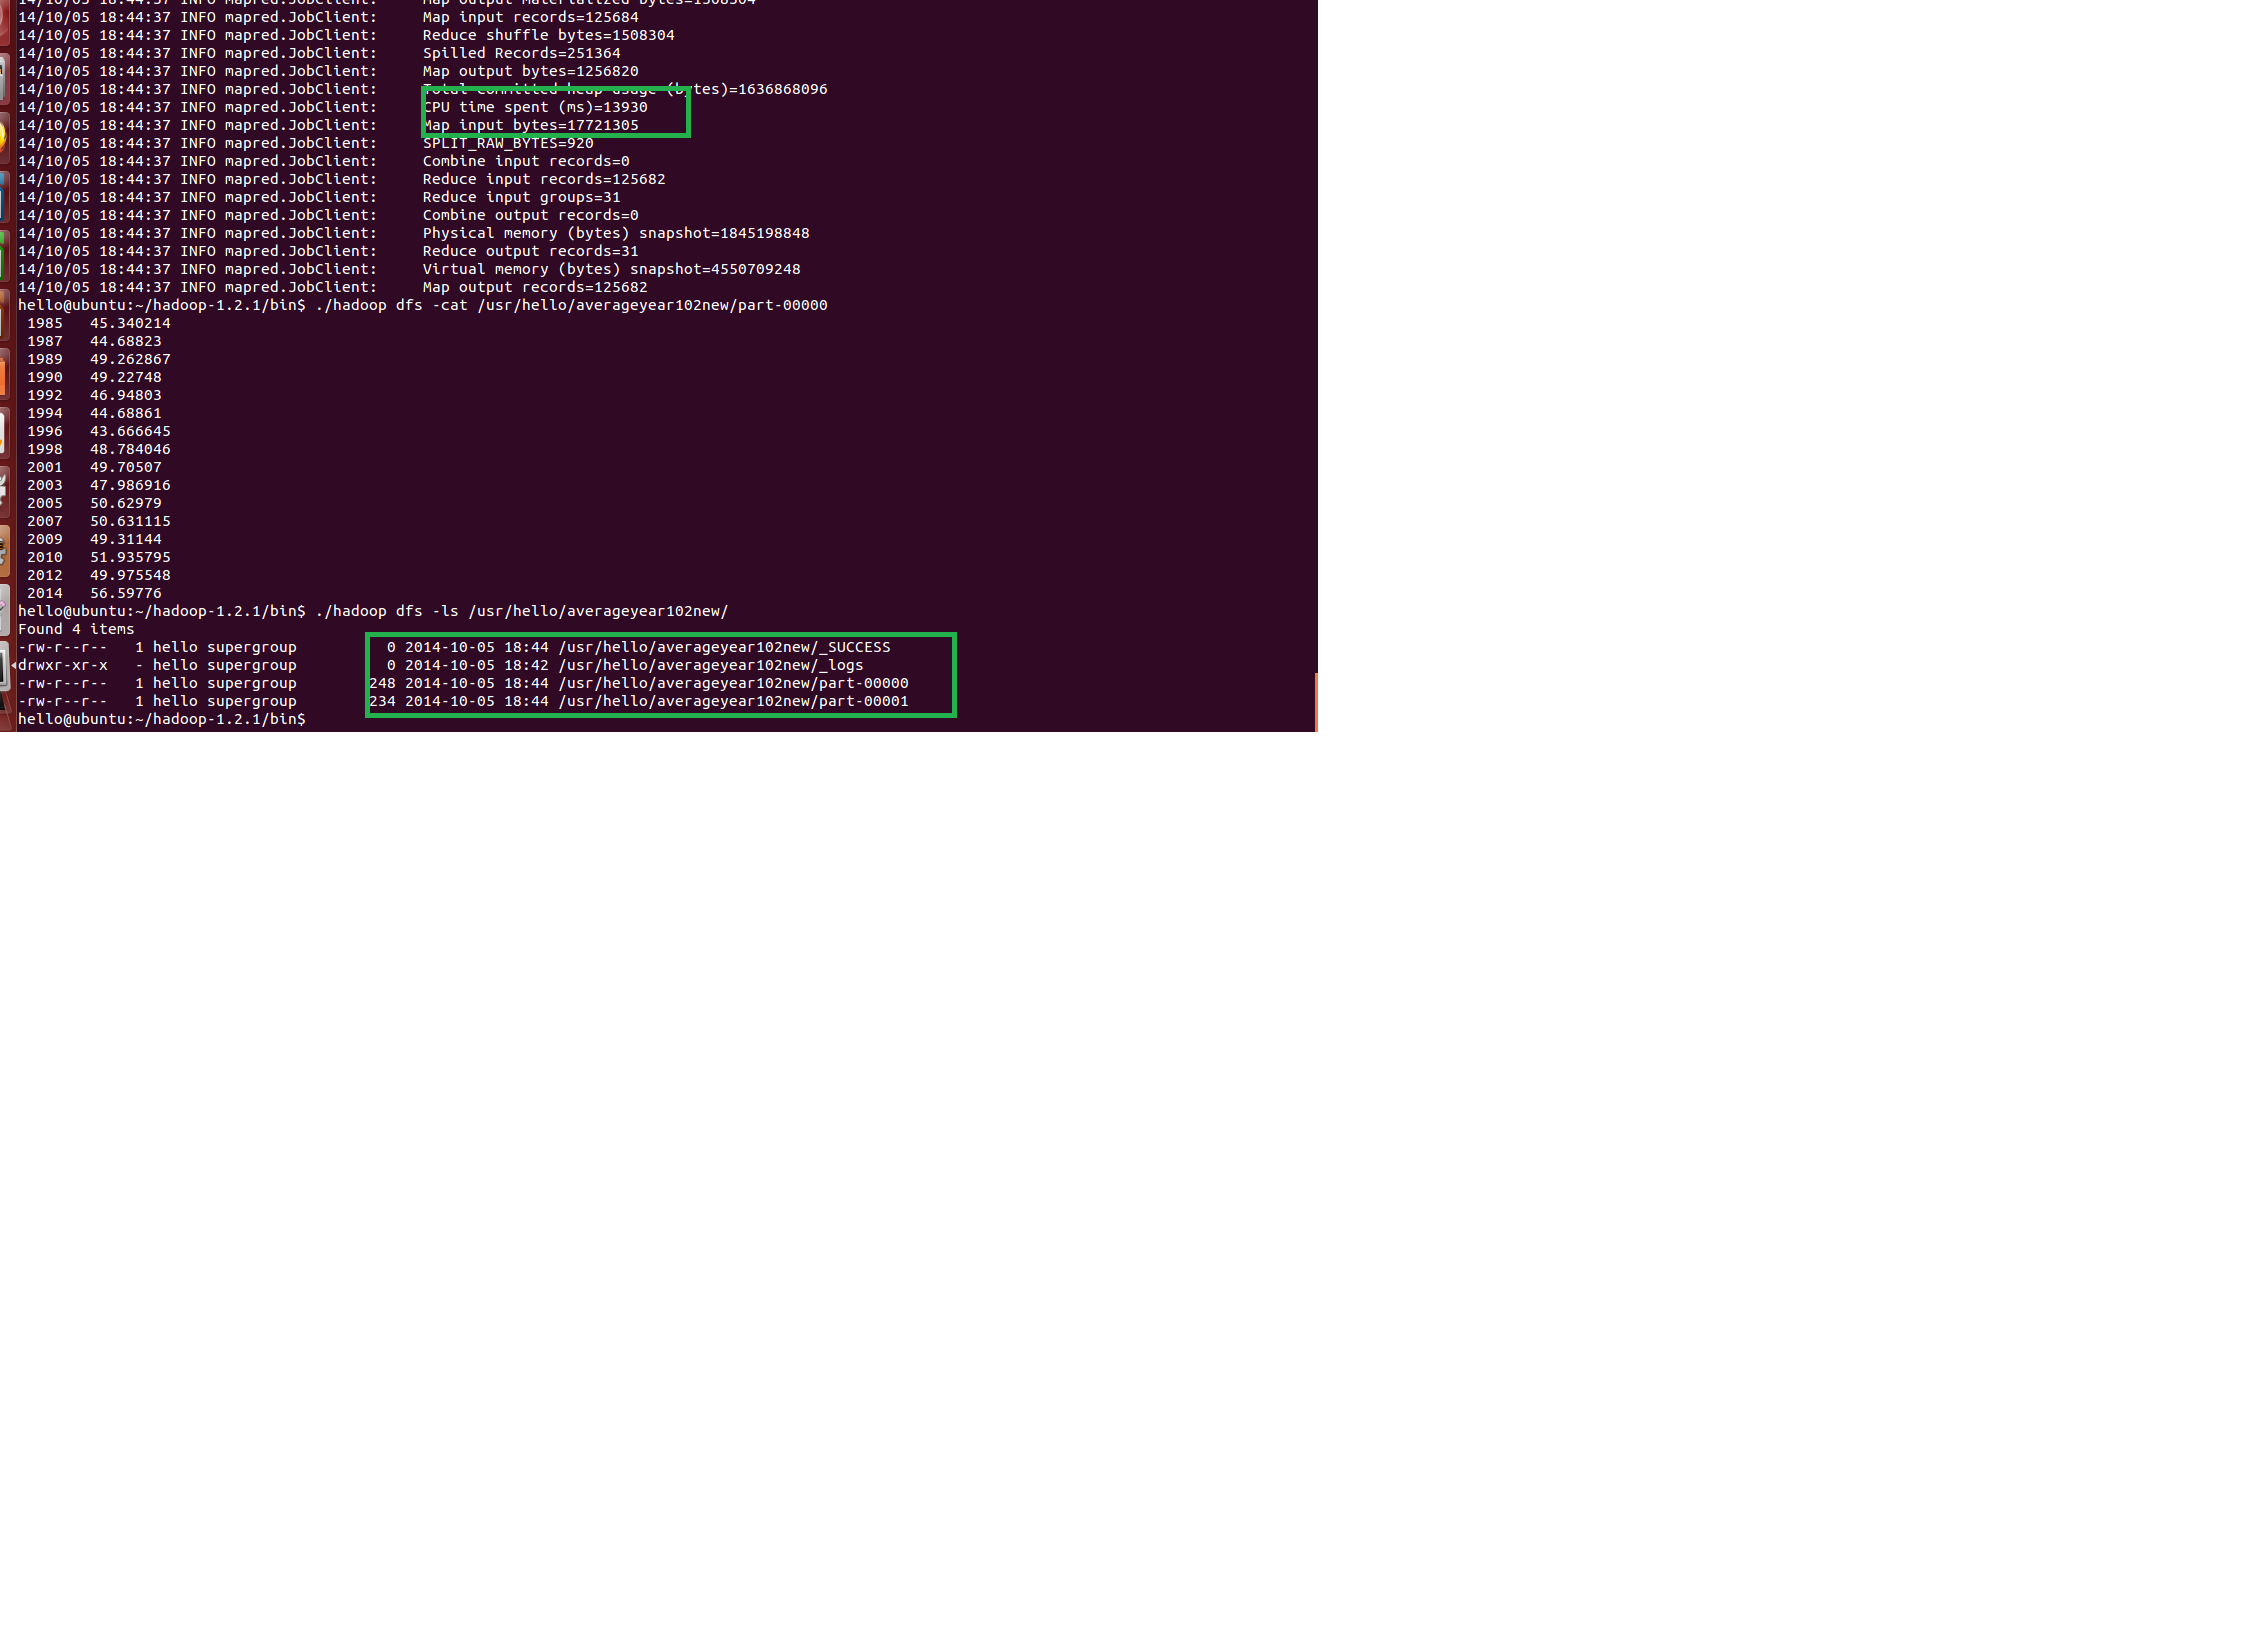 14/10/05 18:44:37 INFO mapred.JobClient:     Map output materialized bytes=1508304
14/10/05 18:44:37 INFO mapred.JobClient:     Map input records=125684
14/10/05 18:44:37 INFO mapred.JobClient:     Reduce shuffle bytes=1508304
14/10/05 18:44:37 INFO mapred.JobClient:     Spilled Records=251364
14/10/05 18:44:37 INFO mapred.JobClient:     Map output bytes=1256820
14/10/05 18:44:37 INFO mapred.JobClient:     Total committed heap usage (bytes)=1636868096
14/10/05 18:44:37 INFO mapred.JobClient:     CPU time spent (ms)=13930
14/10/05 18:44:37 INFO mapred.JobClient:     Map input bytes=17721305
14/10/05 18:44:37 INFO mapred.JobClient:     SPLIT_RAW_BYTES=920
14/10/05 18:44:37 INFO mapred.JobClient:     Combine input records=0
14/10/05 18:44:37 INFO mapred.JobClient:     Reduce input records=125682
14/10/05 18:44:37 INFO mapred.JobClient:     Reduce input groups=31
14/10/05 18:44:37 INFO mapred.JobClient:     Combine output records=0
14/10/05 18:44:37 INFO mapred.JobClient:     Physical memory (bytes) snapshot=1845198848
14/10/05 18:44:37 INFO mapred.JobClient:     Reduce output records=31
14/10/05 18:44:37 INFO mapred.JobClient:     Virtual memory (bytes) snapshot=4550709248
14/10/05 18:44:37 INFO mapred.JobClient:     Map output records=125682
hello@ubuntu:~/hadoop-1.2.1/bin$ ./hadoop dfs -cat /usr/hello/averageyear102new/part-00000
 1985   45.340214
 1987   44.68823
 1989   49.262867
 1990   49.22748
 1992   46.94803
 1994   44.68861
 1996   43.666645
 1998   48.784046
 2001   49.70507
 2003   47.986916
 2005   50.62979
 2007   50.631115
 2009   49.31144
 2010   51.935795
 2012   49.975548
 2014   56.59776
hello@ubuntu:~/hadoop-1.2.1/bin$ ./hadoop dfs -ls /usr/hello/averageyear102new/
Found 4 items
-rw-r--r--   1 hello supergroup          0 2014-10-05 18:44 /usr/hello/averageyear102new/_SUCCESS
drwxr-xr-x   - hello supergroup          0 2014-10-05 18:42 /usr/hello/averageyear102new/_logs
-rw-r--r--   1 hello supergroup        248 2014-10-05 18:44 /usr/hello/averageyear102new/part-00000
-rw-r--r--   1 hello supergroup        234 2014-10-05 18:44 /usr/hello/averageyear102new/part-00001
hello@ubuntu:~/hadoop-1.2.1/bin$